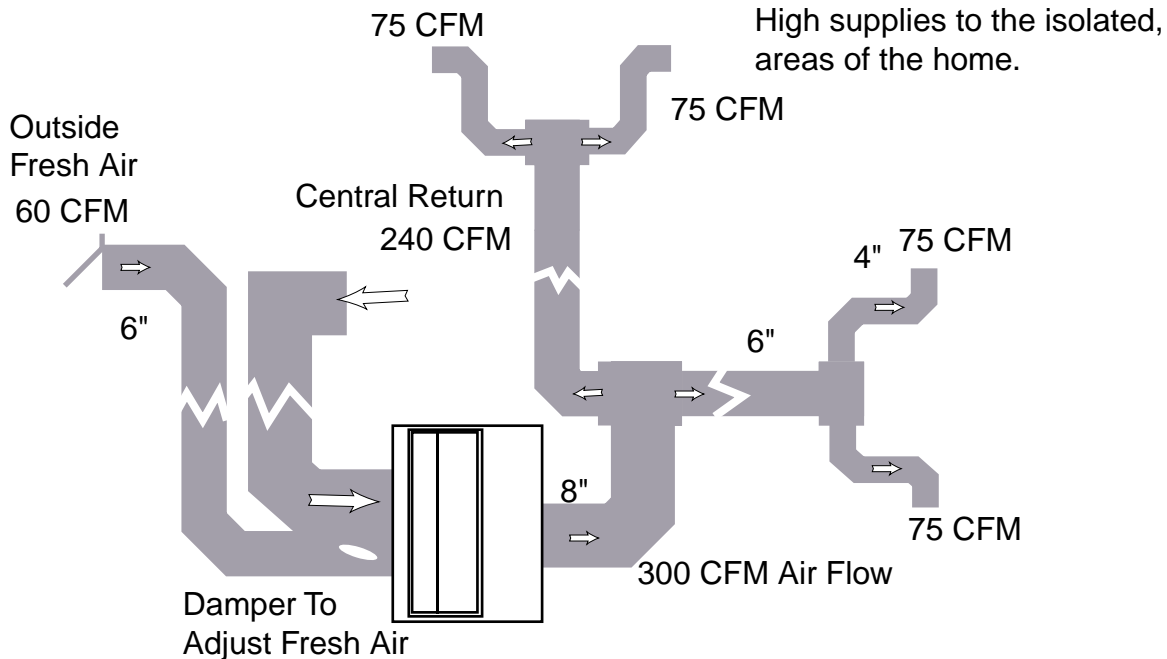 75 CFM
High supplies to the isolated,
areas of the home.
75 CFM
Outside
Fresh Air
60 CFM
Central Return
240 CFM
6"
4"
75 CFM
6"
8"
75 CFM
300 CFM Air Flow
Damper To
Adjust Fresh Air